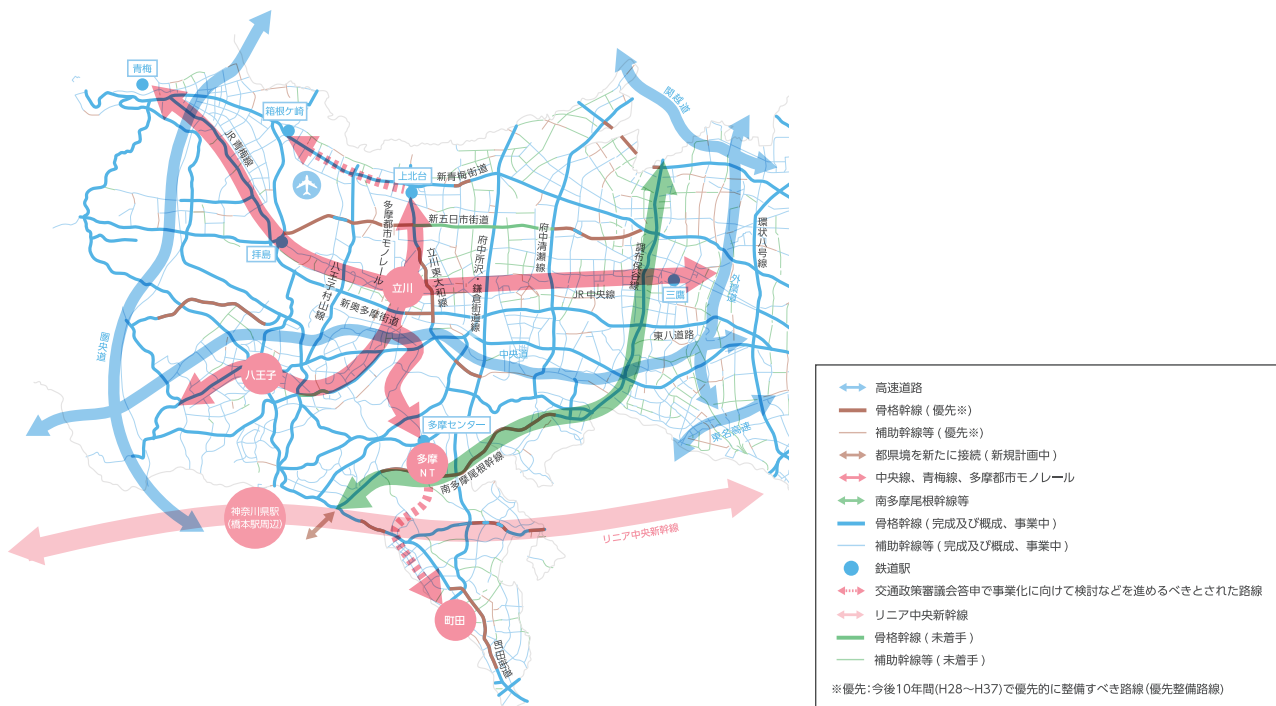 青梅
箱根ケ崎
関越道
JR 青梅線
上北台
新青梅街道
多摩都市モノレール
新五日市街道
環状八号線
府中所沢・鎌倉街道線
府中清瀬線
調布保谷線
立川東大和線
拝島
八王子村山線
立川
三鷹
JR 中央線
外環道
新奥多摩街道
東八道路
圏央道
中央道
八王子
多摩センター
東名高速
多摩
NT
南多摩尾根幹線
神奈川県駅
(橋本駅周辺)
リニア中央新幹線
町田
町田街道
高速道路
骨格幹線 ( 優先※)
補助幹線等 ( 優先※)
都県境を新たに接続 ( 新規計画中 )
中央線、青梅線、多摩都市モノレール
南多摩尾根幹線等
骨格幹線 ( 完成及び概成、事業中 )
補助幹線等 ( 完成及び概成、事業中 )
鉄道駅
交通政策審議会答申で事業化に向けて検討などを進めるべきとされた路線
リニア中央新幹線
骨格幹線 ( 未着手 )
補助幹線等 ( 未着手 )
※優先：今後10年間(H28～H37)で優先的に整備すべき路線(優先整備路線)